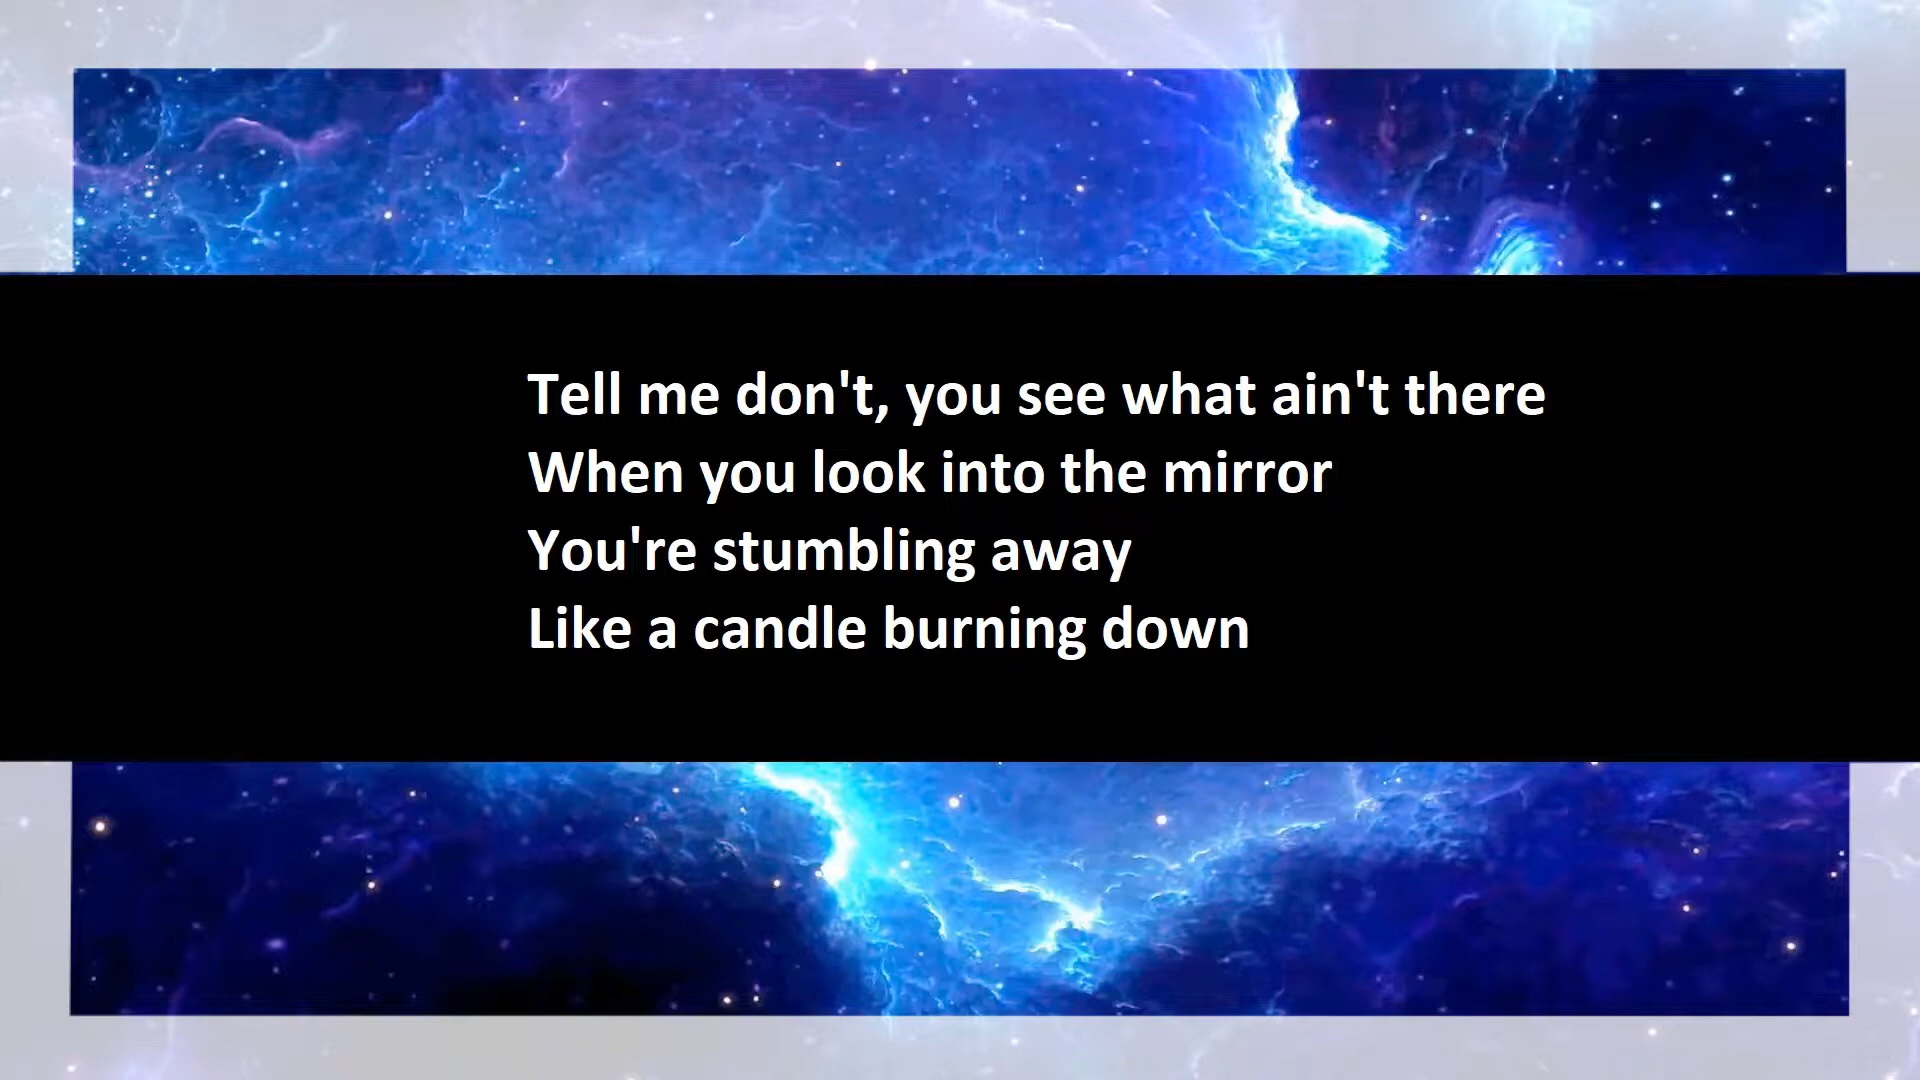 Tell me don't, you see what ain't there
When you look into the mirror
You're stumbling away
Like a candle burning down